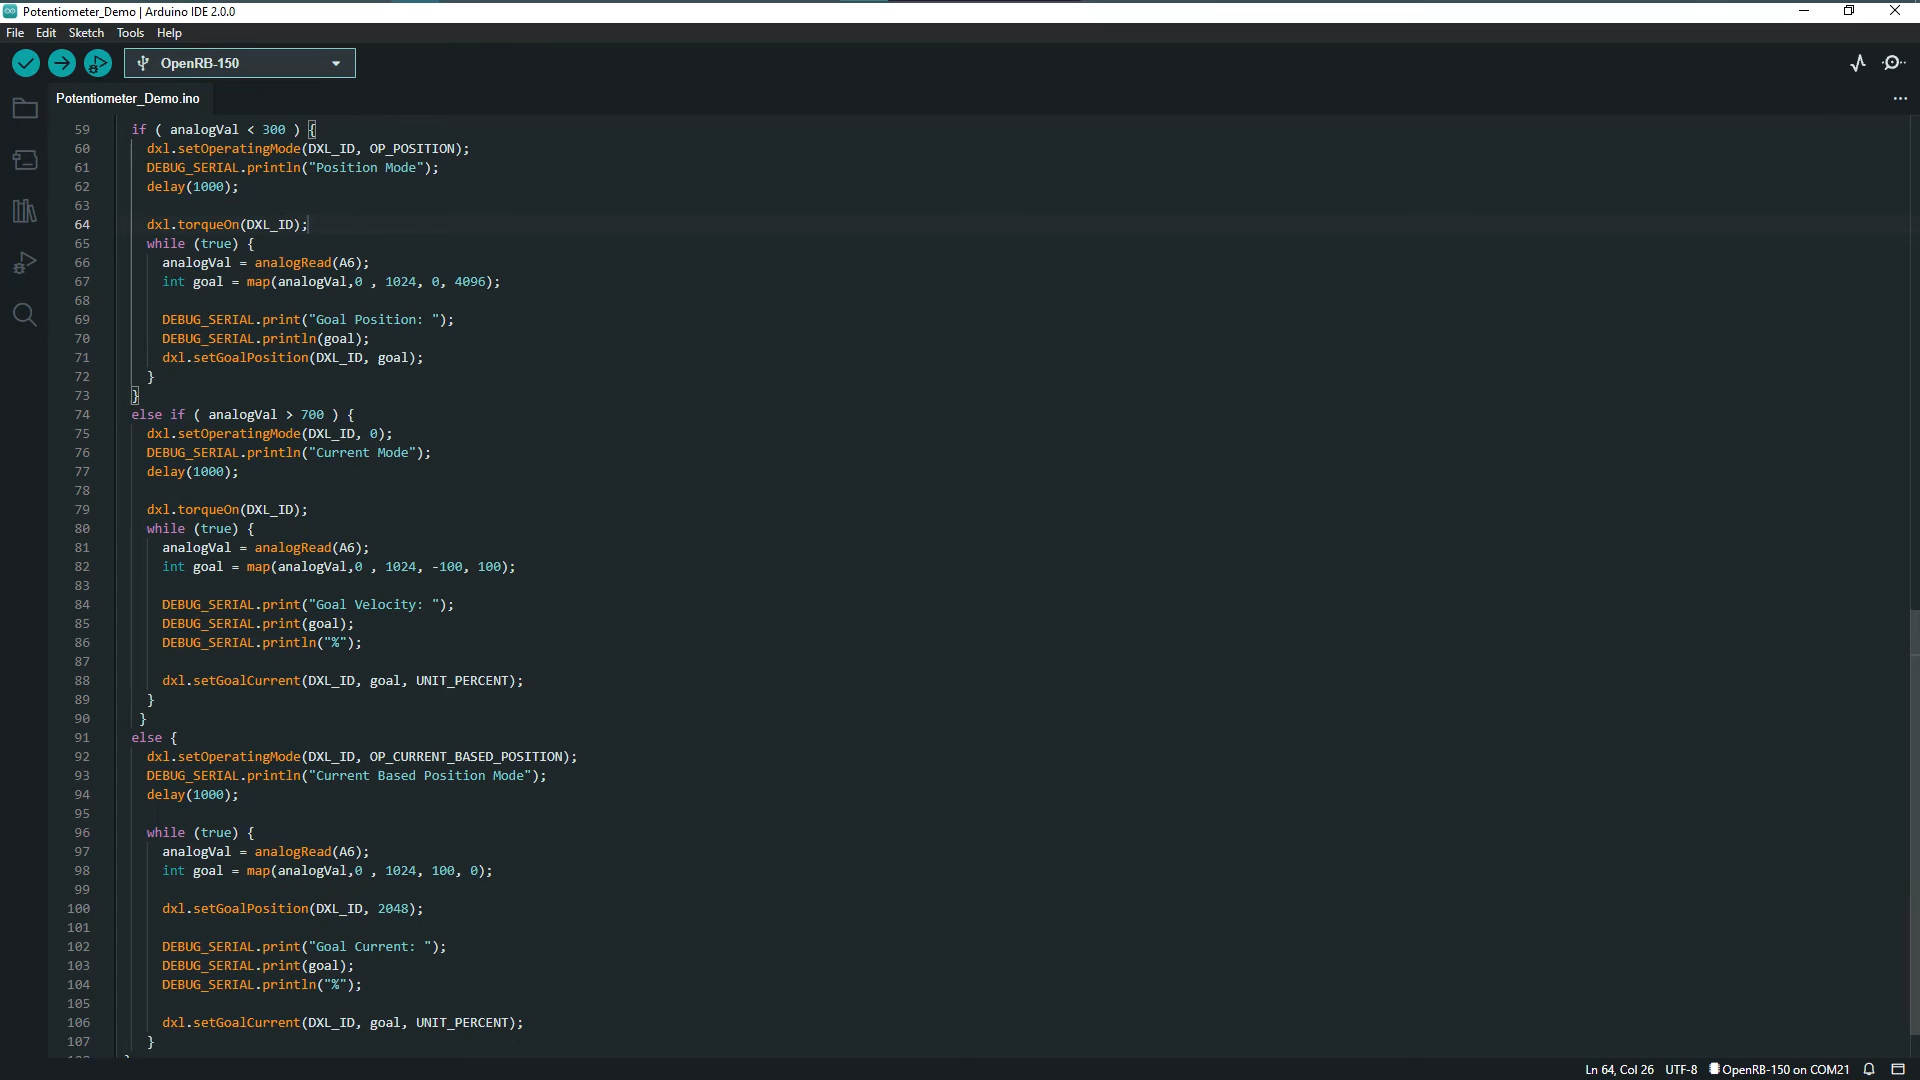 Potentiometer_Demo | Arduino IDE 2.0.0
File Edit Sketch Tools Help
OpenRB-150
Potentiometer_Demo.ino
59 if ( analogVal < 300 ) {
60 dxl.setOperatingMode(DXL_ID, OP_POSITION);
61 DEBUG_SERIAL.println("Position Mode");
62 delay(1000);
63
64 dxl.torqueOn(DXL_ID);
65 while (true) {
66 analogVal = analogRead(A6);
67 int goal = map(analogVal,0 , 1024, 0, 4096);
68
69 DEBUG_SERIAL.print("Goal Position: ");
70 DEBUG_SERIAL.println(goal);
71 dxl.setGoalPosition(DXL_ID, goal);
72 }
73 }
74 else if ( analogVal > 700 ) {
75 dxl.setOperatingMode(DXL_ID, 0);
76 DEBUG_SERIAL.println("Current Mode");
77 delay(1000);
78
79 dxl.torqueOn(DXL_ID);
80 while (true) {
81 analogVal = analogRead(A6);
82 int goal = map(analogVal,0 , 1024, -100, 100);
83
84 DEBUG_SERIAL.print("Goal Velocity: ");
85 DEBUG_SERIAL.print(goal);
86 DEBUG_SERIAL.println("%");
87
88 dxl.setGoalCurrent(DXL_ID, goal, UNIT_PERCENT);
89 }
90 }
91 else {
92 dxl.setOperatingMode(DXL_ID, OP_CURRENT_BASED_POSITION);
93 DEBUG_SERIAL.println("Current Based Position Mode");
94 delay(1000);
95
96 while (true) {
97 analogVal = analogRead(A6);
98 int goal = map(analogVal,0 , 1024, 100, 0);
99
100 dxl.setGoalPosition(DXL_ID, 2048);
101
102 DEBUG_SERIAL.print("Goal Current: ");
103 DEBUG_SERIAL.print(goal);
104 DEBUG_SERIAL.println("%");
105
106 dxl.setGoalCurrent(DXL_ID, goal, UNIT_PERCENT);
107 }
Ln 64, Col 26 UTF-8 OpenRB-150 on COM21